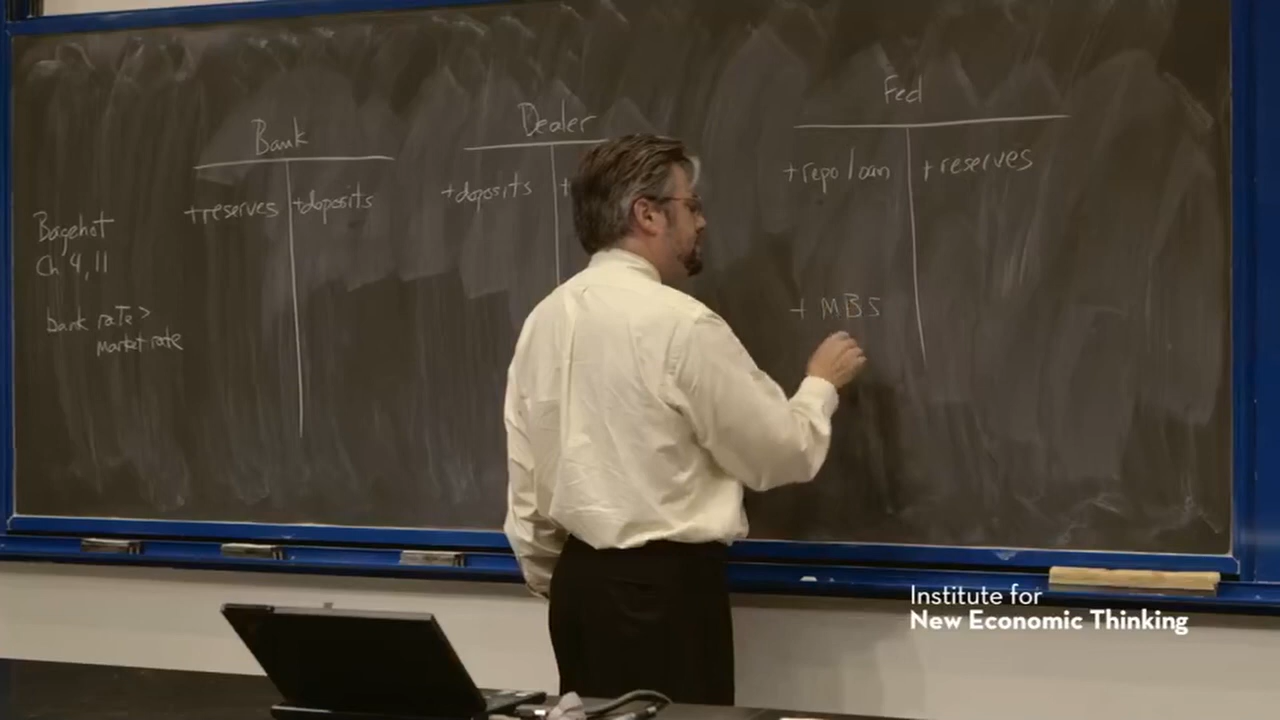 Bank
Dealer
Fed
+reserves
+deposits
+deposits
+
+repo loan
+reserves
Bagehot
Ch 4, 11
bank rate >
market rate
+ MBS
Institute for
New Economic Thinking